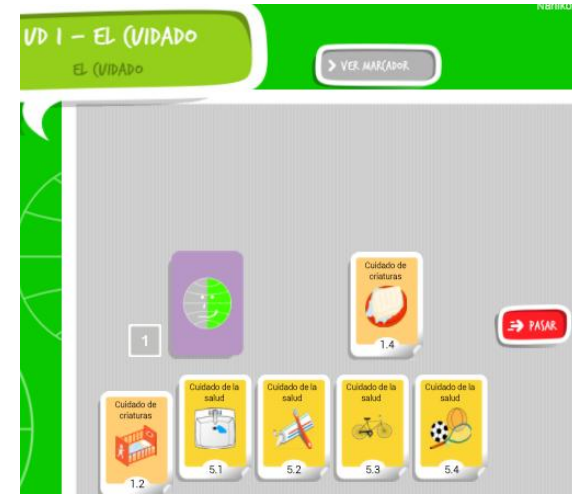 UD 1 – EL CUIDADO
EL CUIDADO
> VER MARCADOR
Cuidado de
criaturas
1.4
1
PASAR
Cuidado de
criaturas
1.2
Cuidado de la
salud
5.1
Cuidado de la
salud
5.2
Cuidado de la
salud
5.3
Cuidado de la
salud
5.4